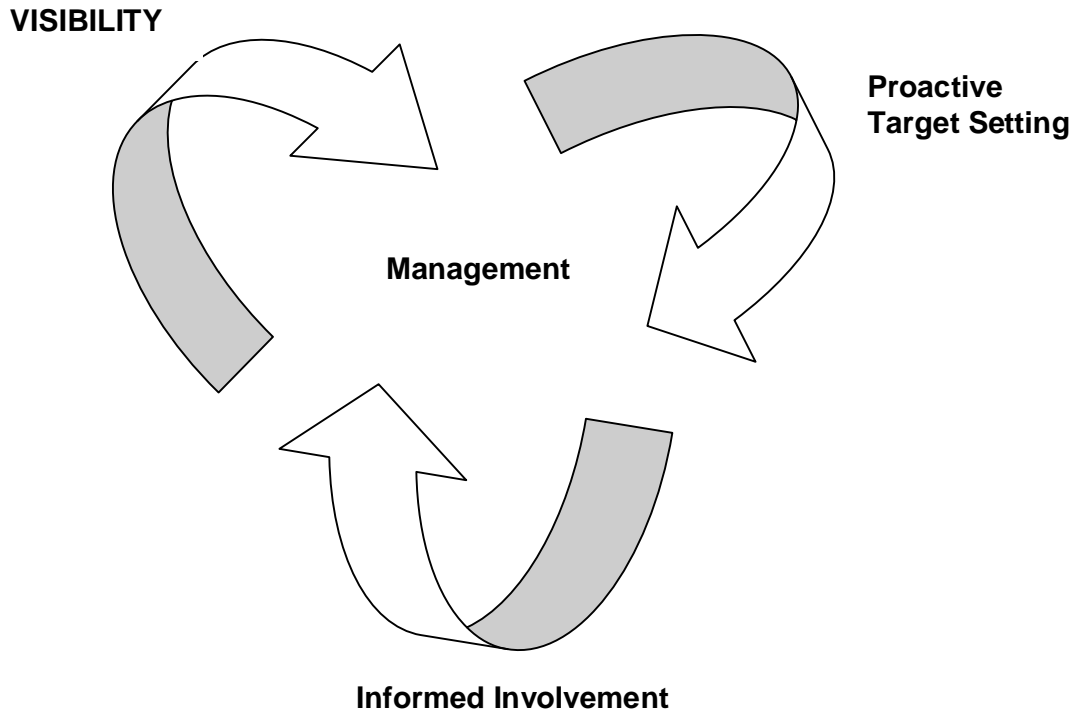 VISIBILITY
Proactive
Target Setting
Management
Informed Involvement